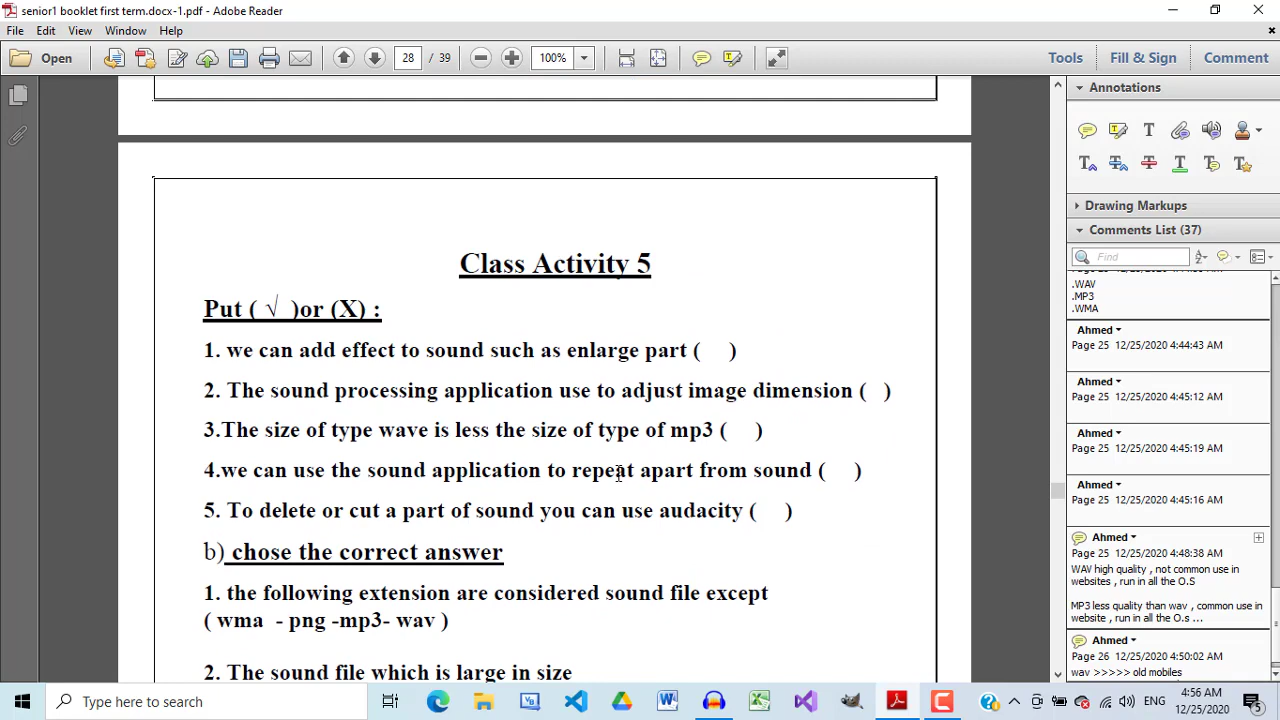 senior1 booklet first term.docx-1.pdf - Adobe Reader
File Edit View Window Help
Open 28 / 39 100% Tools Fill & Sign Comment
Annotations
Drawing Markups
Comments List (37)
Find
.WAV
.MP3
.WMA
Ahmed
Page 25 12/25/2020 4:44:43 AM
Ahmed
Page 25 12/25/2020 4:45:12 AM
Ahmed
Page 25 12/25/2020 4:45:19 AM
Ahmed
Page 25 12/25/2020 4:45:16 AM
Ahmed
Page 25 12/25/2020 4:48:38 AM
WAV high quality , not common use in
websites , run in all the O.S
MP3 less quality than wav , common use in
website , run in all the O.s ...
Ahmed
Page 26 12/25/2020 4:50:02 AM
wav >>>>> old mobles
Class Activity 5
Put ( √ )or (X) :
1. we can add effect to sound such as enlarge part ( )
2. The sound processing application use to adjust image dimension ( )
3.The size of type wave is less the size of type of mp3 ( )
4.we can use the sound application to repeat apart from sound ( )
5. To delete or cut a part of sound you can use audacity ( )
b) chose the correct answer
1. the following extension are considered sound file except
( wma - png -mp3- wav )
2. The sound file which is large in size
Type here to search
ENG
4:56 AM
12/25/2020
5